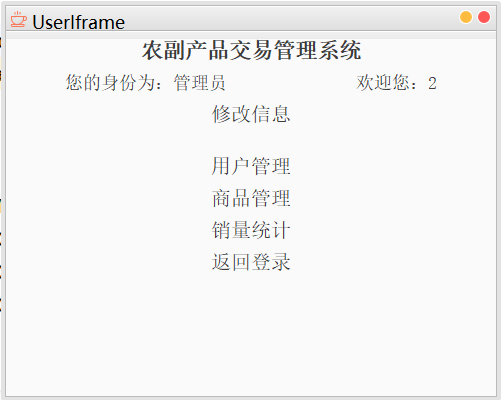 UserIframe
农副产品交易管理系统
您的身份为：管理员 欢迎您：2
修改信息
用户管理
商品管理
销量统计
返回登录